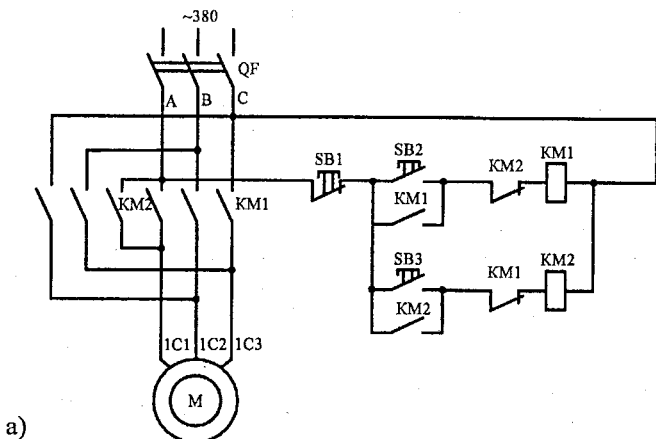 ~380
QF
A B C
SB1
SB2
KM2
KM1
KM2
KM1
KM1
SB3
KM1
KM2
KM2
1C1 1C2 1C3
M
а)